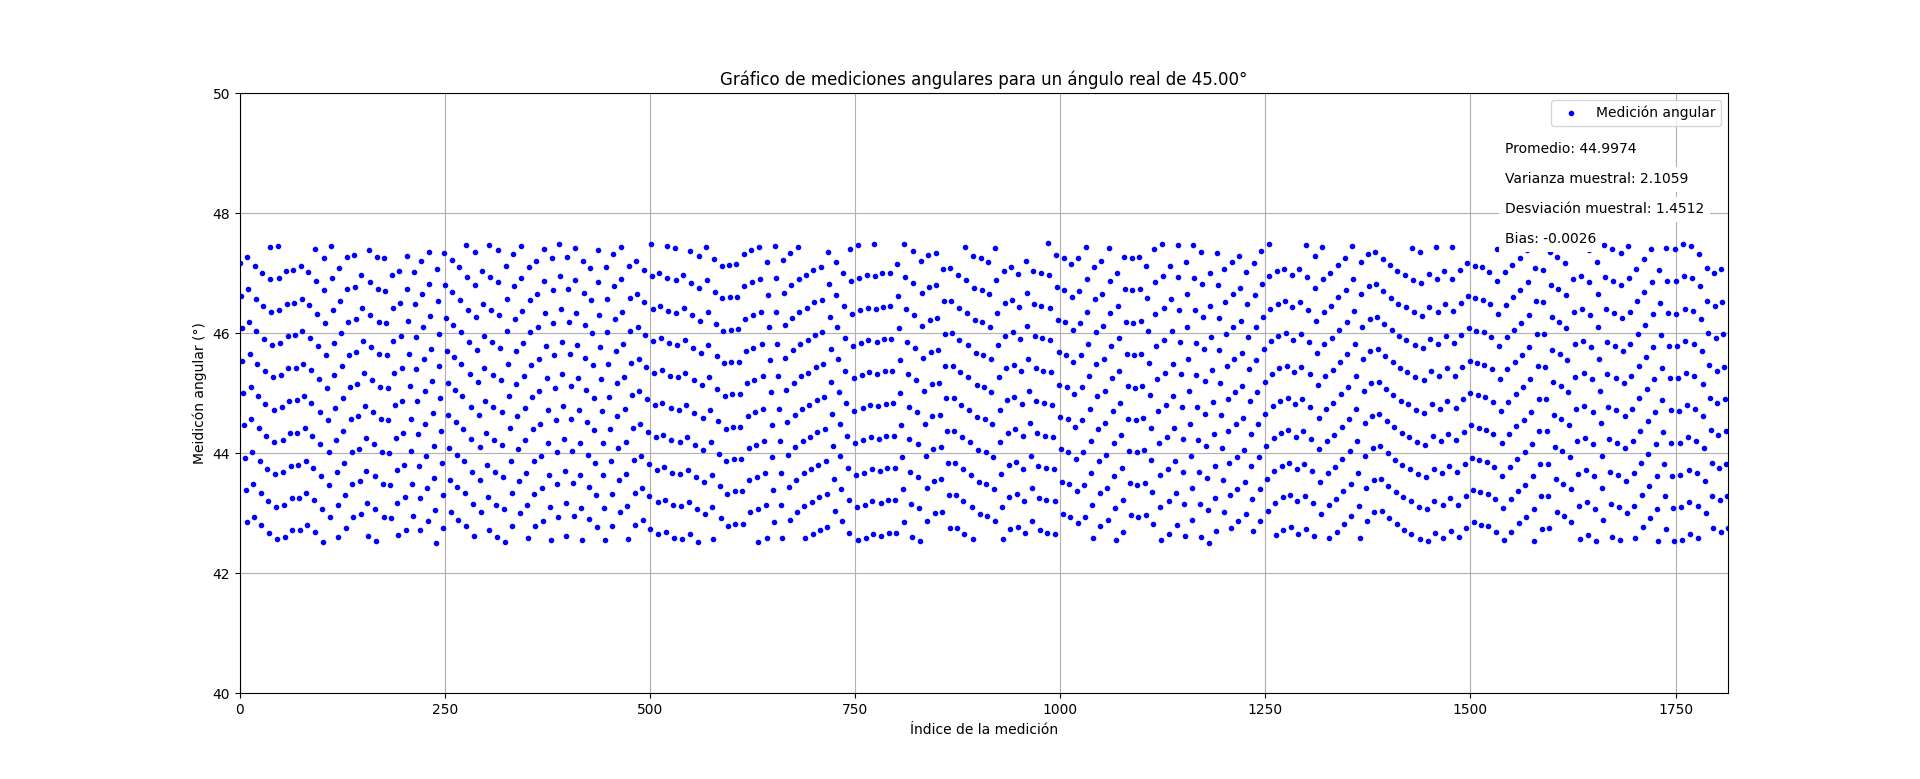 Gráfico de mediciones angulares para un ángulo real de 45.00°
Medición angular
Promedio: 44.9974
Varianza muestral: 2.1059
Desviación muestral: 1.4512
Bias: -0.0026
Meidicón angular (°)
50
48
46
44
42
40
0 250 500 750 1000 1250 1500 1750
Índice de la medición